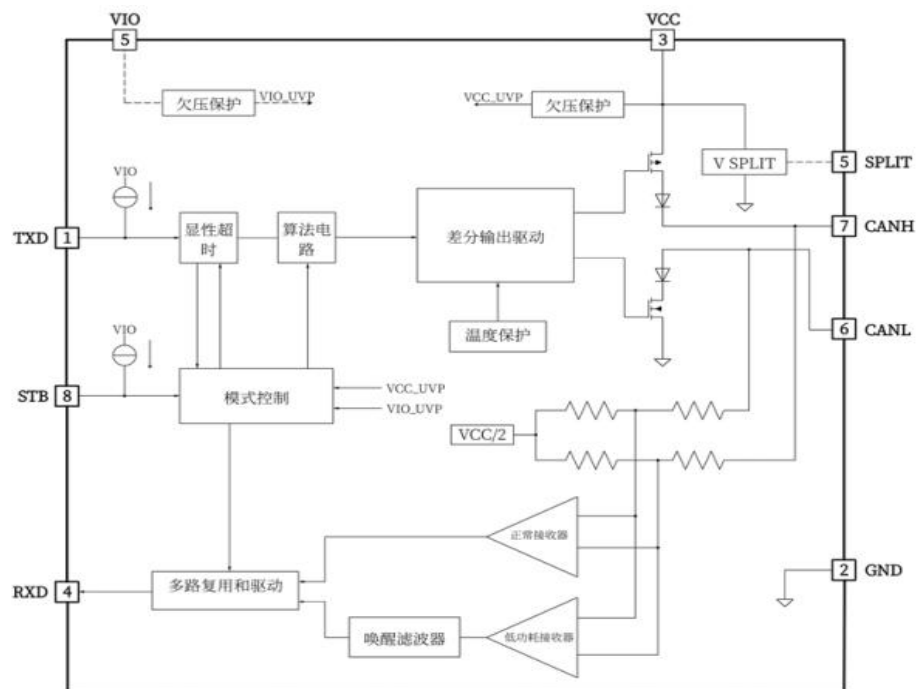 VIO
5
VCC
3
欠压保护
VIO_UVP
VCC_UVP
欠压保护
V SPLIT
5
SPLIT
VIO
TXD
1
显性超
时
算法电
路
差分输出驱动
7
CANH
温度保护
6
CANL
VIO
STB
8
模式控制
VCC_UVP
VIO_UVP
VCC/2
正常接收器
2
GND
RXD
4
多路复用和驱动
唤醒滤波器
低功耗接收器